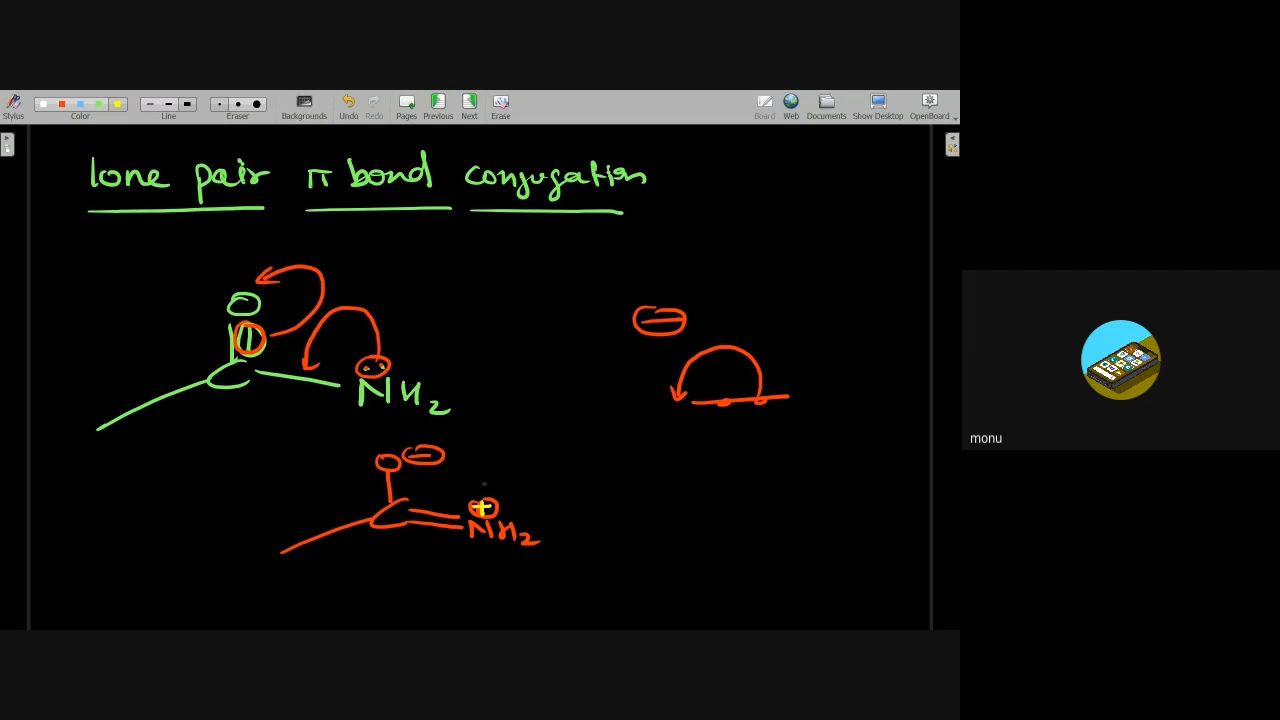 Stylus Color Line Eraser Backgrounds Undo Redo Pages Previous Next Erase Board Web Documents Show Desktop OpenBoard
lone pair π bond conjugation
O
C NH2
O ⊖
C NH2
+
⊖
monu